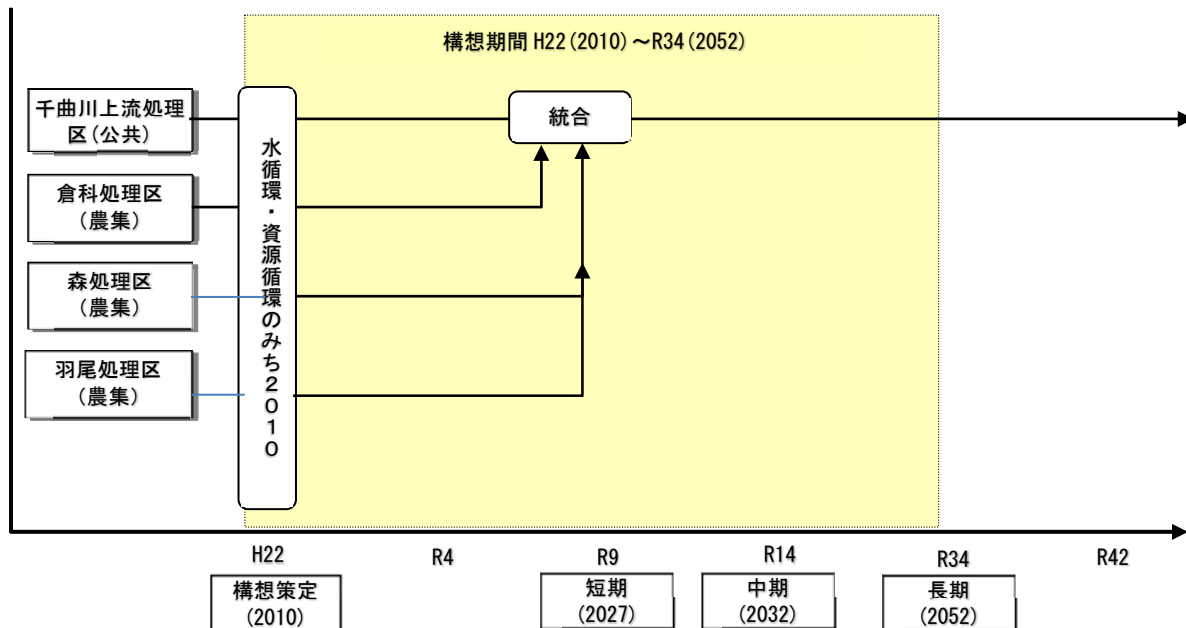 構想期間 H22(2010)~R34(2052)
千曲川上流処理
区(公共)
統合
倉科処理区
(農集)
森処理区
(農集)
羽尾処理区
(農集)
水循環・資源循環のみち2010
H22
R4
R9
R14
R34
R42
構想策定
(2010)
短期
(2027)
中期
(2032)
長期
(2052)